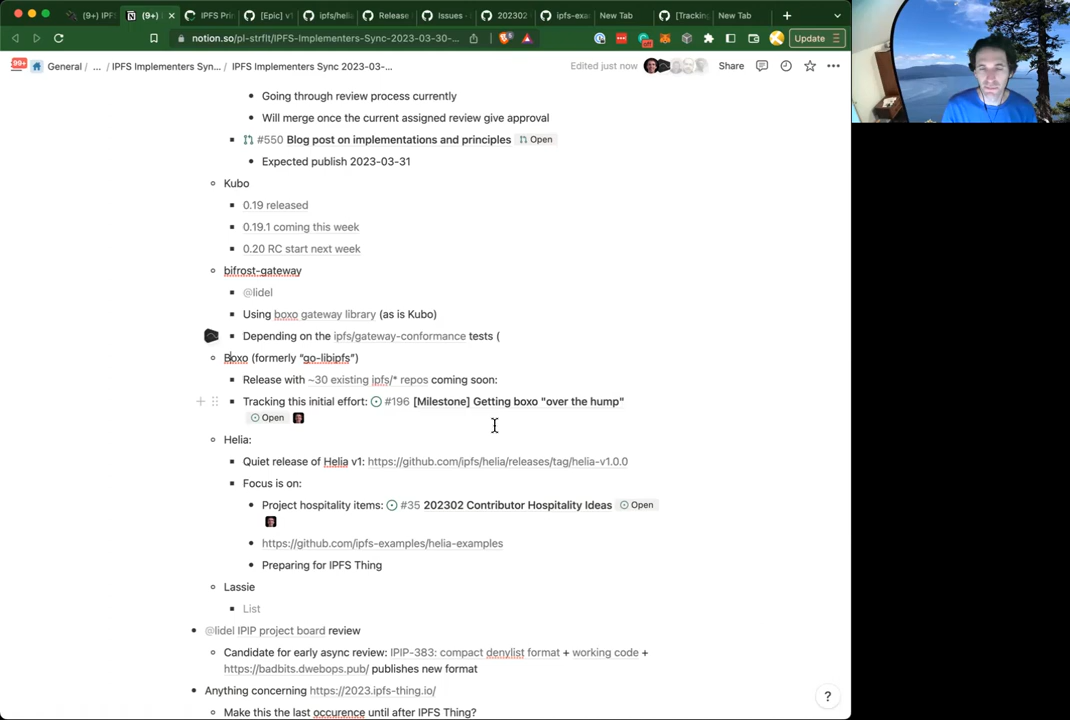 (9+) IPF
(9+)
IPFS Prin
[Epic] v1
ipfs/helia
Release
Issues ·
202302
ipfs-exa
New Tab
[Tracking
New Tab
notion.so/pl-strflt/IPFS-Implementers-Sync-2023-03-30-...
Update
99+ General / ... / IPFS Implementers Syn... / IPFS Implementers Sync 2023-03-...
Edited just now
Share
Going through review process currently
Will merge once the current assigned review give approval
#550 Blog post on implementations and principles Open
Expected publish 2023-03-31
Kubo
0.19 released
0.19.1 coming this week
0.20 RC start next week
bifrost-gateway
@lidel
Using boxo gateway library (as is Kubo)
Depending on the ipfs/gateway-conformance tests (
Boxo (formerly “go-libipfs”)
Release with ~30 existing ipfs/* repos coming soon:
Tracking this initial effort: #196 [Milestone] Getting boxo "over the hump"
Open
Helia:
Quiet release of Helia v1: https://github.com/ipfs/helia/releases/tag/helia-v1.0.0
Focus is on:
Project hospitality items: #35 202302 Contributor Hospitality Ideas Open
https://github.com/ipfs-examples/helia-examples
Preparing for IPFS Thing
Lassie
List
@lidel IPIP project board review
Candidate for early async review: IPIP-383: compact denylist format + working code +
https://badbits.dwebops.pub/ publishes new format
Anything concerning https://2023.ipfs-thing.io/
Make this the last occurence until after IPFS Thing?
?